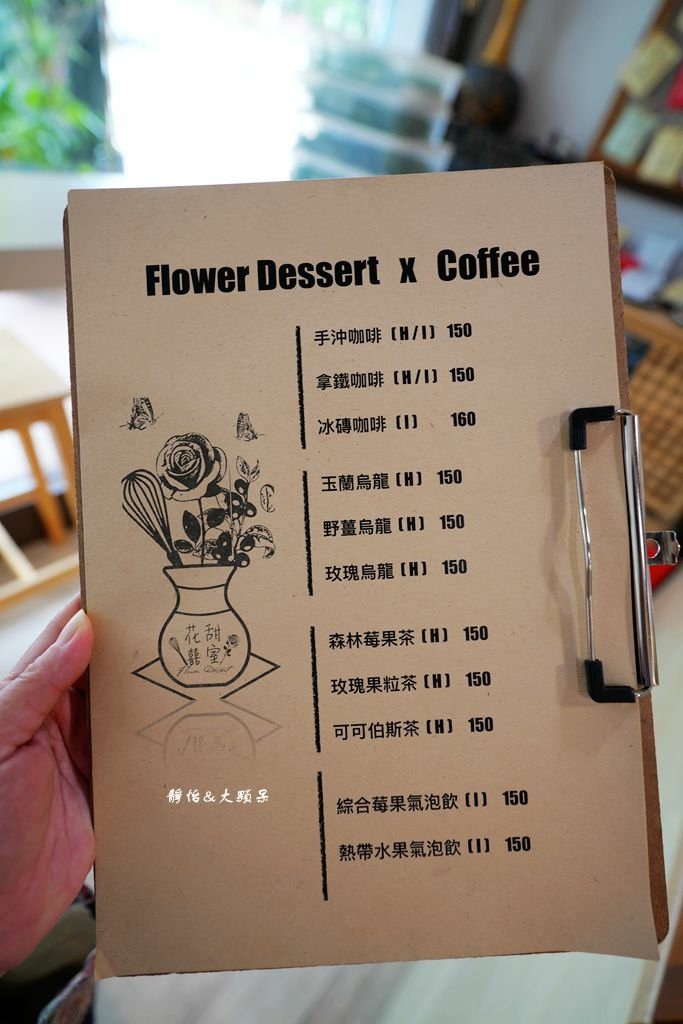 Flower Dessert x Coffee
手沖咖啡 (H/I) 150
拿鐵咖啡 (H/I) 150
冰磚咖啡 (I) 160
玉蘭烏龍 (H) 150
野薑烏龍 (H) 150
玫瑰烏龍 (H) 150
森林莓果茶 (H) 150
玫瑰果粒茶 (H) 150
可可伯斯茶 (H) 150
綜合莓果氣泡飲 (I) 150
熱帶水果氣泡飲 (I) 150
花甜
囍室
Flower Dessert
靜怡&大顆呆